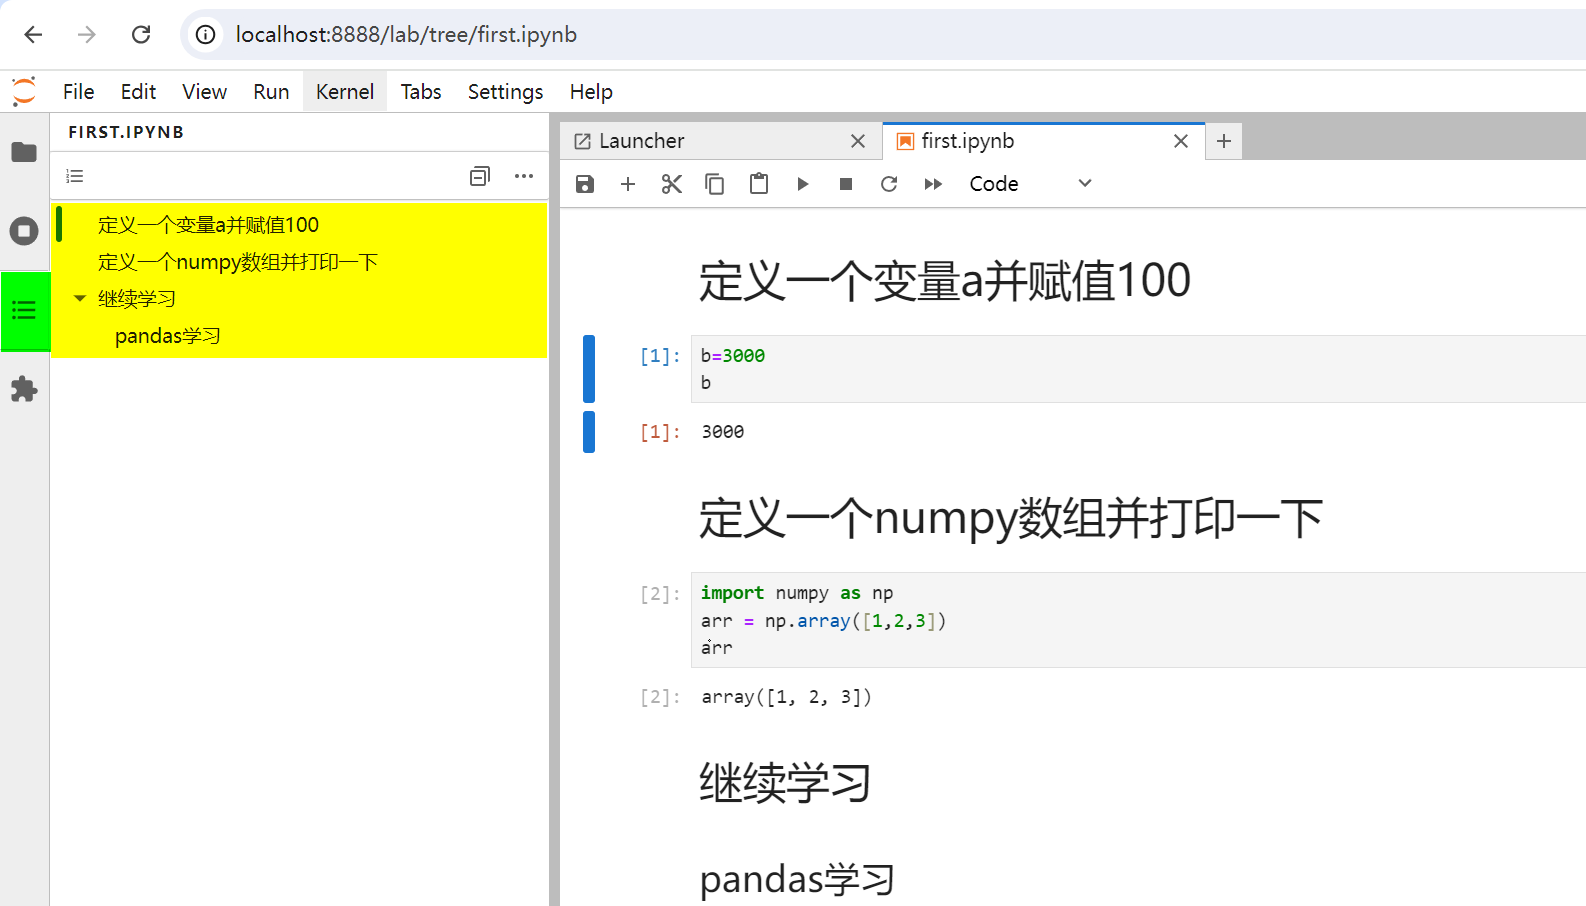 localhost:8888/lab/tree/first.ipynb
File Edit View Run Kernel Tabs Settings Help
FIRST.IPYNB
定义一个变量a并赋值100
定义一个numpy数组并打印一下
继续学习
pandas学习
Launcher
first.ipynb
Code
定义一个变量a并赋值100
[1]: b=3000
b
[1]: 3000
定义一个numpy数组并打印一下
[2]: import numpy as np
arr = np.array([1,2,3])
arr
[2]: array([1, 2, 3])
继续学习
pandas学习